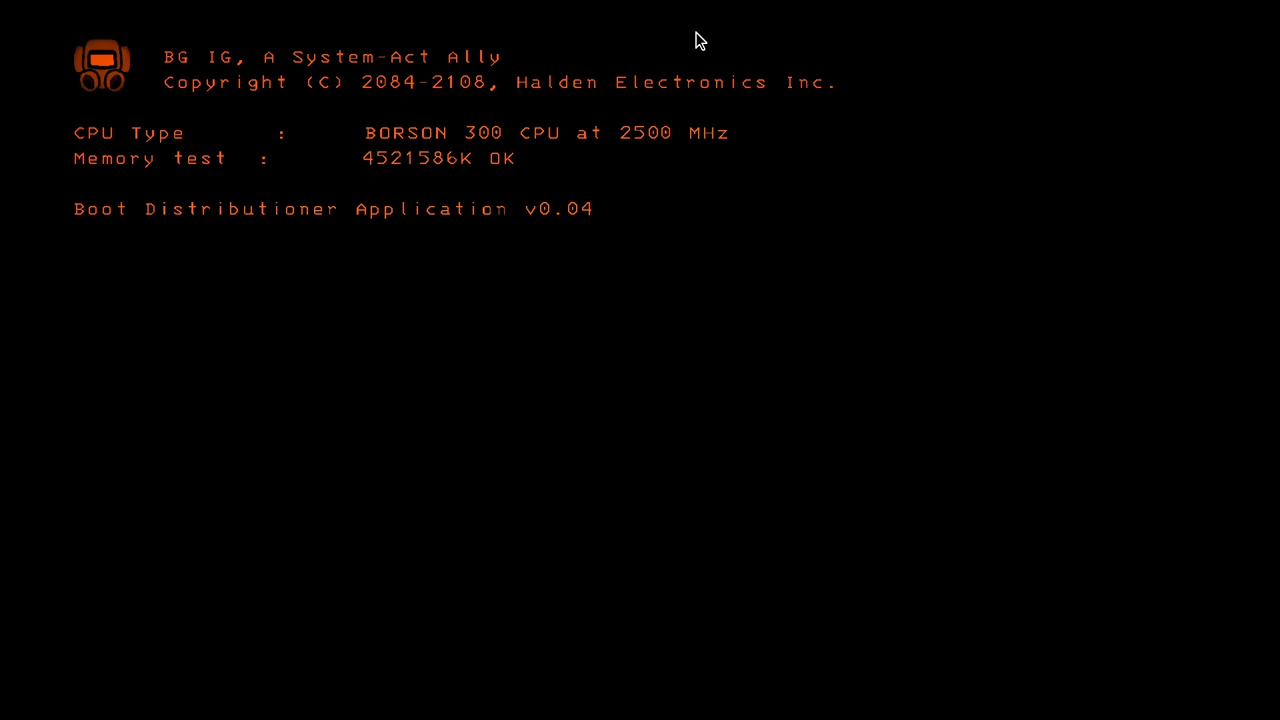 BG IG, A System-Act Ally
Copyright (C) 2084-2108, Halden Electronics Inc.
CPU Type : BORSON 300 CPU at 2500 MHz
Memory test : 4521586K OK
Boot Distributioner Application v0.04